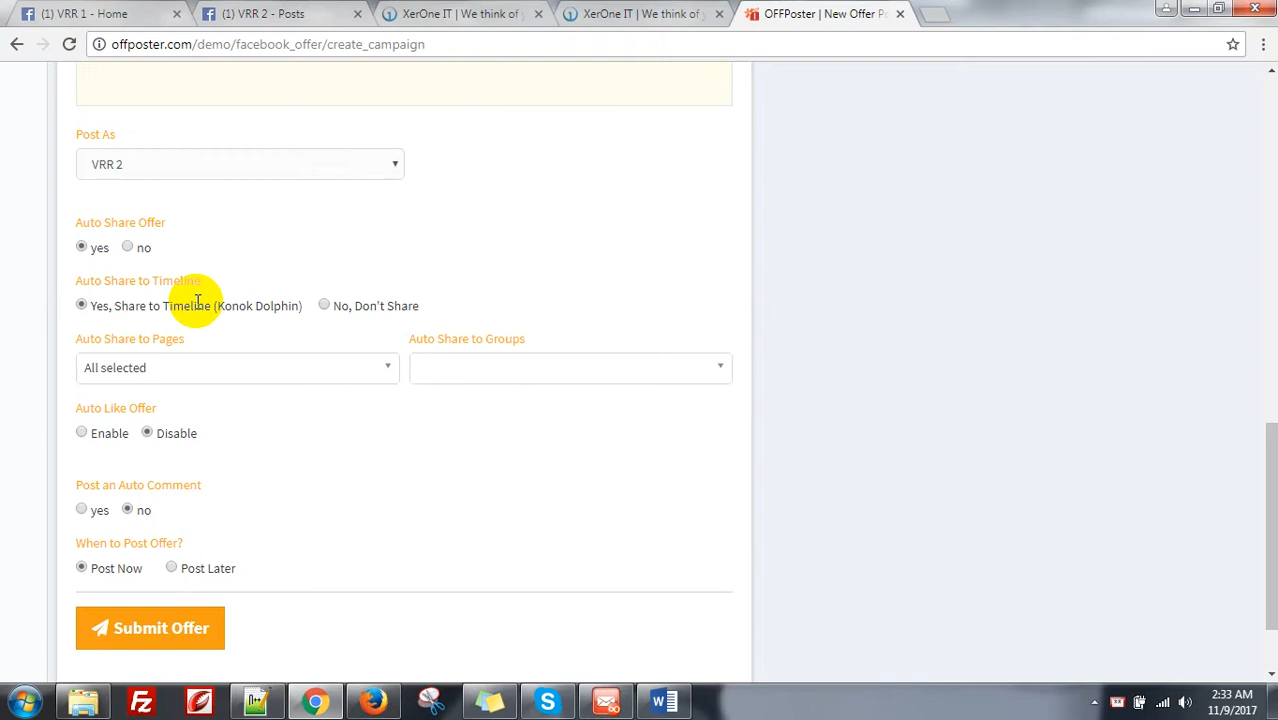 (1) VRR 1 - Home
(1) VRR 2 - Posts
XerOne IT | We think of y
XerOne IT | We think of y
OFFPoster | New Offer Po
offposter.com/demo/facebook_offer/create_campaign
Post As
VRR 2
Auto Share Offer
yes no
Auto Share to Timeline
Yes, Share to Timeline (Konok Dolphin) No, Don't Share
Auto Share to Pages Auto Share to Groups
All selected
Auto Like Offer
Enable Disable
Post an Auto Comment
yes no
When to Post Offer?
Post Now Post Later
Submit Offer
2:33 AM
11/9/2017